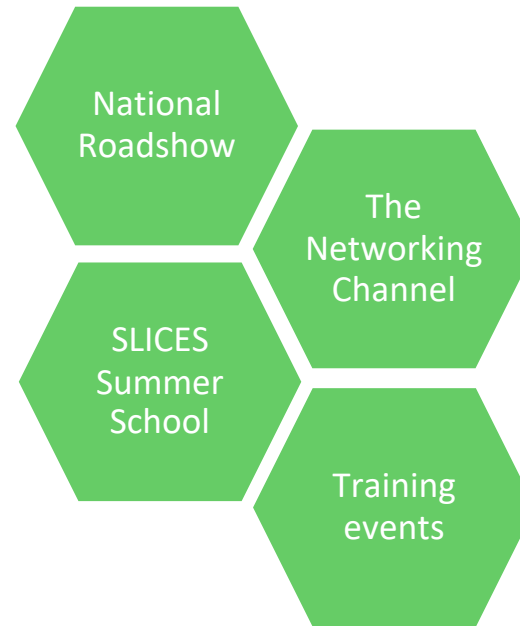 National
Roadshow
The
Networking
Channel
SLICES
Summer
School
Training
events